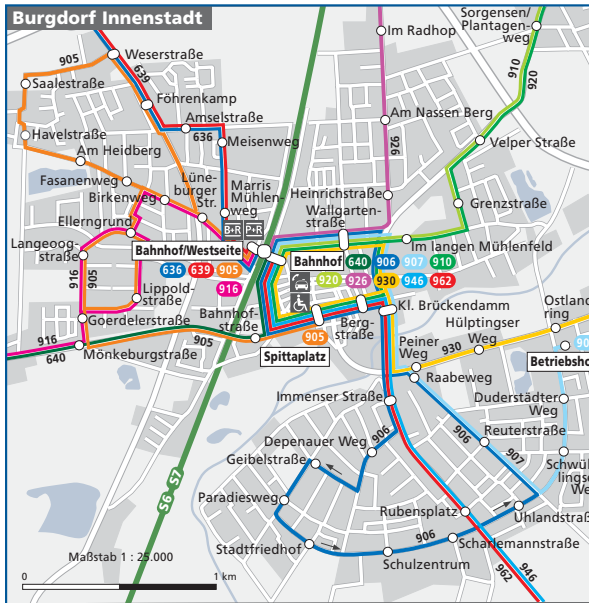 Burgdorf Innenstadt
Sorgensen/
Plantagen-
weg
905
Weserstraße
Im Radhop
639
910
920
Saalestraße
Föhrenkamp
Amselstraße
636
Am Nassen Berg
Havelstraße
Meisenweg
Velper Straße
926
Am Heidberg
Fasanenweg
Lüne-
burger
Str.
Marris
Mühlen-
weg
Heinrichstraße
Birkenweg
Wallgarten-
straße
Grenzstraße
Ellerngrund
B+R
P+R
Langeoog-
straße
Bahnhof/Westseite
Im langen Mühlenfeld
Bahnhof
640 906 907 910
636 639 905
920 926 930 946 962
916
916
905
Lippold-
straße
Kl. Brückendamm
Goerdelerstraße
Bahnhof-
straße
Berg-
straße
Hülptingser
Weg
Ostland-
ring
905
Peiner
Weg
930
916
640
905
Mönkeburgstraße
Spittaplatz
Betriebsho
90
Raabeweg
Immenser Straße
Duderstädter
Weg
Depenauer Weg
906
Reuterstraße
906
907
Geibelstraße
Schwüb-
lingser
We
S6 S7
Paradiesweg
Rubensplatz
Uhlandstraß
906
Scharlemannstraße
Stadtfriedhof
Schulzentrum
Maßstab 1 : 25.000
0
1 km
962
946